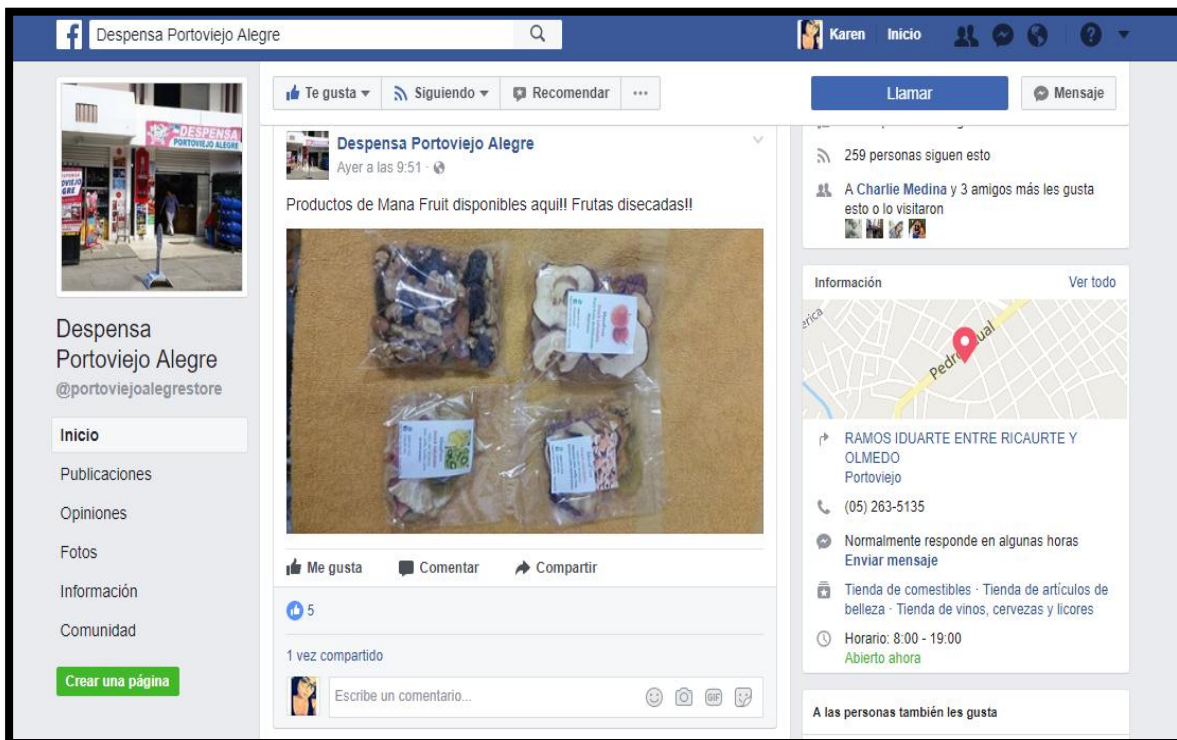 Despensa Portoviejo Alegre
Karen
Inicio
DESPENSA
PORTOVIEJO ALEGRE
Despensa
Portoviejo Alegre
@portoviejoalegrestore
Inicio
Publicaciones
Opiniones
Fotos
Información
Comunidad
Crear una página
Te gusta
Siguiendo
Recomendar
Despensa Portoviejo Alegre
Ayer a las 9:51
Productos de Mana Fruit disponibles aqui!! Frutas disecadas!!
Me gusta
Comentar
Compartir
5
1 vez compartido
Escribe un comentario...
GIF
Llamar
Mensaje
259 personas siguen esto
A Charlie Medina y 3 amigos más les gusta
esto o lo visitaron
Información
Ver todo
RAMOS IDUARTE ENTRE RICAURTE Y
OLMEDO
Portoviejo
(05) 263-5135
Normalmente responde en algunas horas
Enviar mensaje
Tienda de comestibles · Tienda de artículos de
belleza · Tienda de vinos, cervezas y licores
Horario: 8:00 - 19:00
Abierto ahora
A las personas también les gusta